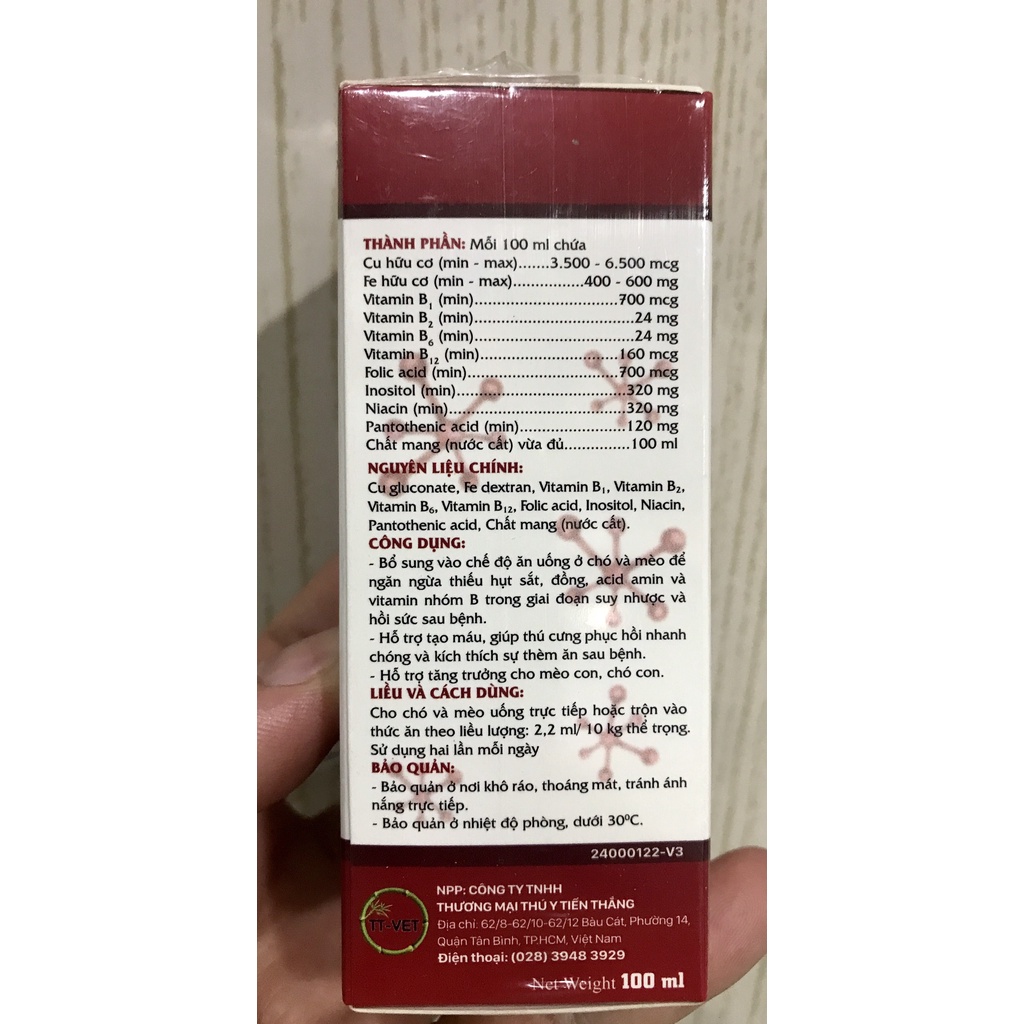 THÀNH PHẦN: Mỗi 100 ml chứa
Cu hữu cơ (min - max).......3.500 - 6.500 mcg
Fe hữu cơ (min - max)................400 - 600 mg
Vitamin B₁ (min)................................700 mcg
Vitamin B₂ (min)....................................24 mg
Vitamin B₆ (min)....................................24 mg
Vitamin B₁₂ (min)...............................160 mcg
Folic acid (min)..................................700 mcg
Inositol (min)......................................320 mg
Niacin (min).......................................320 mg
Pantothenic acid (min)........................120 mg
Chất mang (nước cất) vừa đủ...............100 ml
NGUYÊN LIỆU CHÍNH:
Cu gluconate, Fe dextran, Vitamin B₁, Vitamin B₂,
Vitamin B₆, Vitamin B₁₂, Folic acid, Inositol, Niacin,
Pantothenic acid, Chất mang (nước cất).
CÔNG DỤNG:
- Bổ sung vào chế độ ăn uống ở chó và mèo để
ngăn ngừa thiếu hụt sắt, đồng, acid amin và
vitamin nhóm B trong giai đoạn suy nhược và
hồi sức sau bệnh.
- Hỗ trợ tạo máu, giúp thú cưng phục hồi nhanh
chóng và kích thích sự thèm ăn sau bệnh.
- Hỗ trợ tăng trưởng cho mèo con, chó con.
LIỀU VÀ CÁCH DÙNG:
Cho chó và mèo uống trực tiếp hoặc trộn vào
thức ăn theo liều lượng: 2,2 ml/ 10 kg thể trọng.
Sử dụng hai lần mỗi ngày
BẢO QUẢN:
- Bảo quản ở nơi khô ráo, thoáng mát, tránh ánh
nắng trực tiếp.
- Bảo quản ở nhiệt độ phòng, dưới 30⁰C.
24000122-V3
TT-VET
NPP: CÔNG TY TNHH
THƯƠNG MẠI THÚ Y TIẾN THẮNG
Địa chỉ: 62/8-62/10-62/12 Bàu Cát, Phường 14,
Quận Tân Bình, TP.HCM, Việt Nam
Điện thoại: (028) 3948 3929
Net Weight 100 ml